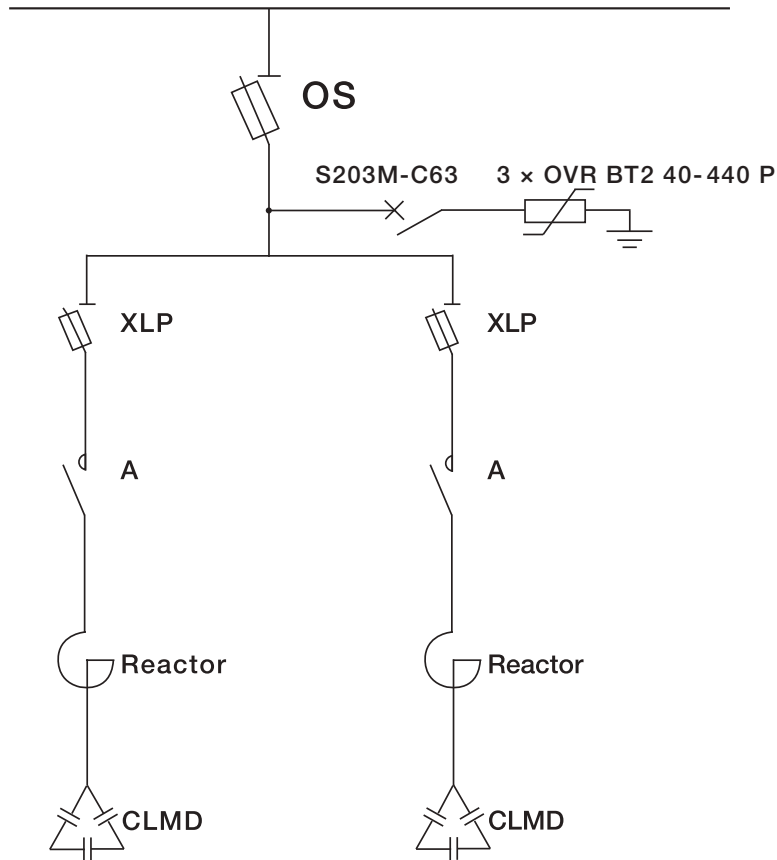 OS
S203M-C63 3 × OVR BT2 40-440 P
XLP XLP
A A
Reactor Reactor
CLMD CLMD